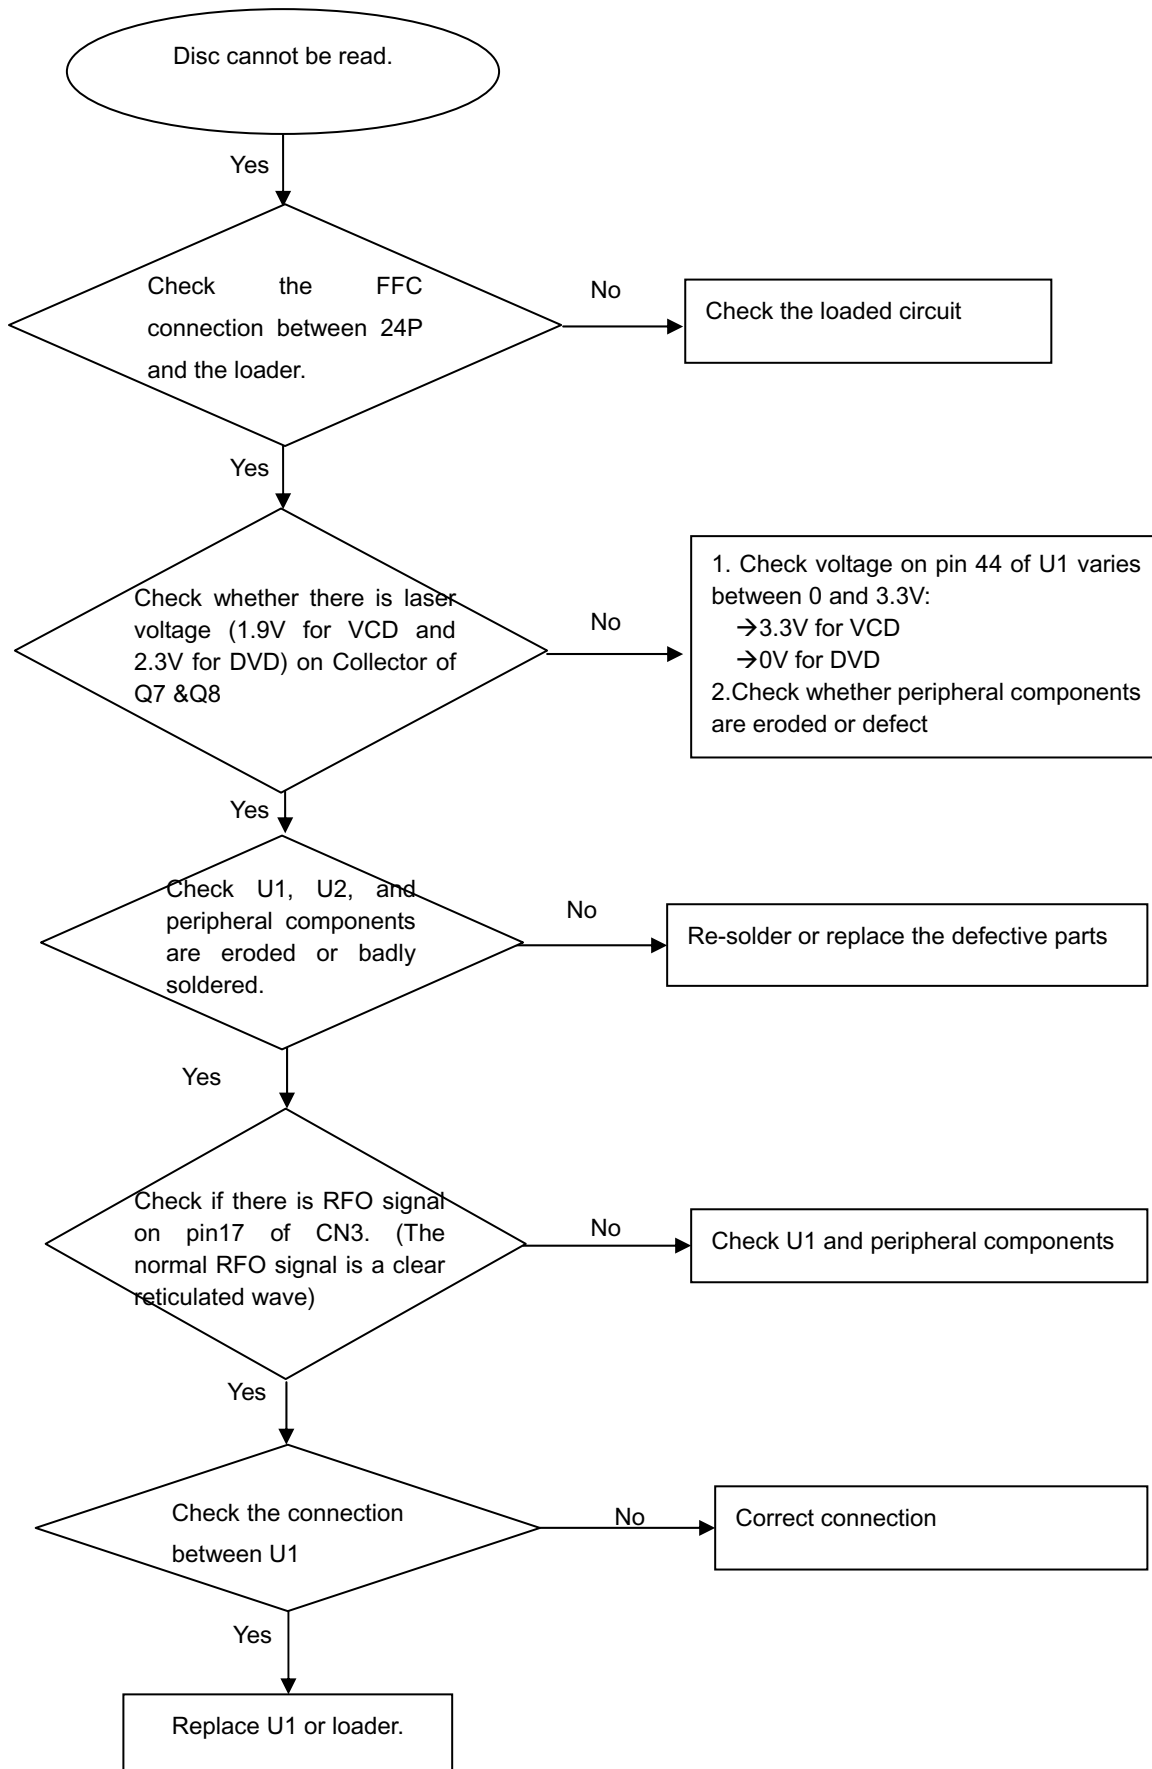 Disc cannot be read.
Yes
Check the FFC
connection between 24P
and the loader.
No
Check the loaded circuit
Yes
Check whether there is laser
voltage (1.9V for VCD and
2.3V for DVD) on Collector of
Q7 &Q8
No
1. Check voltage on pin 44 of U1 varies
between 0 and 3.3V:
→3.3V for VCD
→0V for DVD
2.Check whether peripheral components
are eroded or defect
Yes
Check U1, U2, and
peripheral components
are eroded or badly
soldered.
No
Re-solder or replace the defective parts
Yes
Check if there is RFO signal
on pin17 of CN3. (The
normal RFO signal is a clear
reticulated wave)
No
Check U1 and peripheral components
Yes
Check the connection
between U1
No
Correct connection
Yes
Replace U1 or loader.